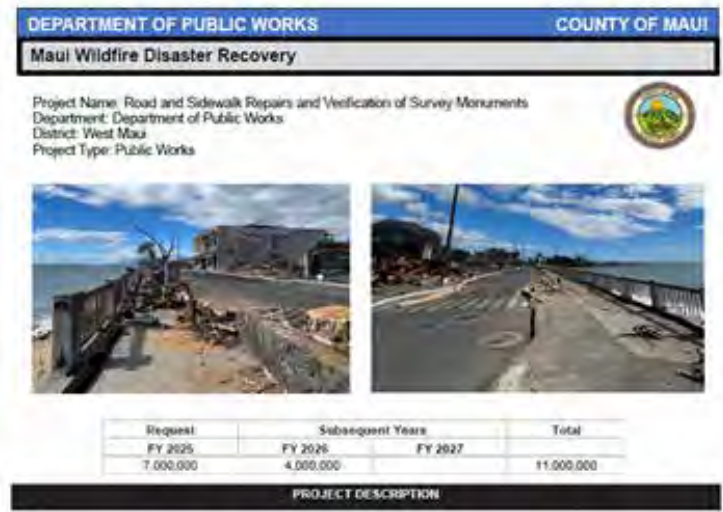 DEPARTMENT OF PUBLIC WORKS COUNTY OF MAUI
Maui Wildfire Disaster Recovery
Project Name: Road and Sidewalk Repairs and Verification of Survey Monuments
Department: Department of Public Works
District: West Maui
Project Type: Public Works
Request Subsequent Years Total
FY 2025 FY 2026 FY 2027
7,000,000 4,000,000 11,000,000
PROJECT DESCRIPTION